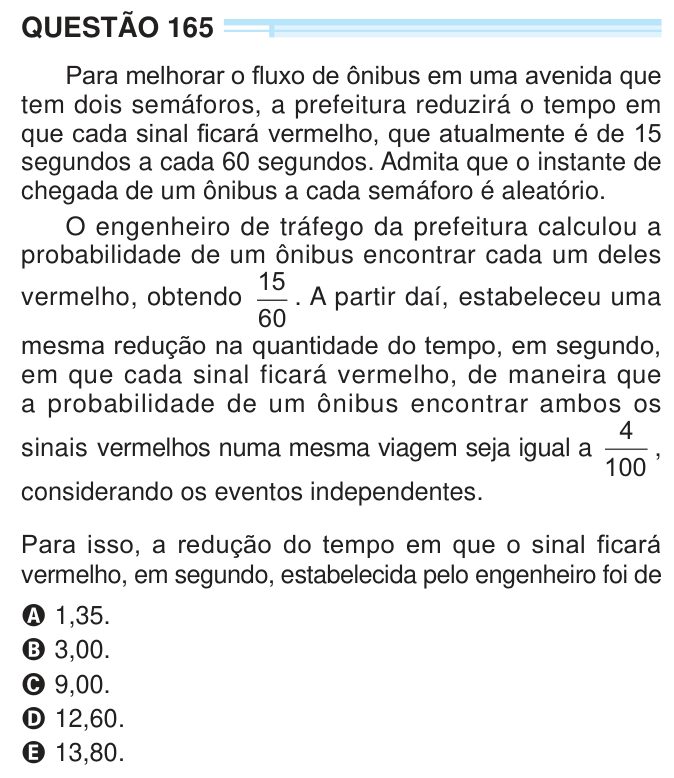 QUESTÃO 165
Para melhorar o fluxo de ônibus em uma avenida que
tem dois semáforos, a prefeitura reduzirá o tempo em
que cada sinal ficará vermelho, que atualmente é de 15
segundos a cada 60 segundos. Admita que o instante de
chegada de um ônibus a cada semáforo é aleatório.
O engenheiro de tráfego da prefeitura calculou a
probabilidade de um ônibus encontrar cada um deles
vermelho, obtendo 15/60. A partir daí, estabeleceu uma
mesma redução na quantidade do tempo, em segundo,
em que cada sinal ficará vermelho, de maneira que
a probabilidade de um ônibus encontrar ambos os
sinais vermelhos numa mesma viagem seja igual a 4/100,
considerando os eventos independentes.
Para isso, a redução do tempo em que o sinal ficará
vermelho, em segundo, estabelecida pelo engenheiro foi de
A 1,35.
B 3,00.
C 9,00.
D 12,60.
E 13,80.